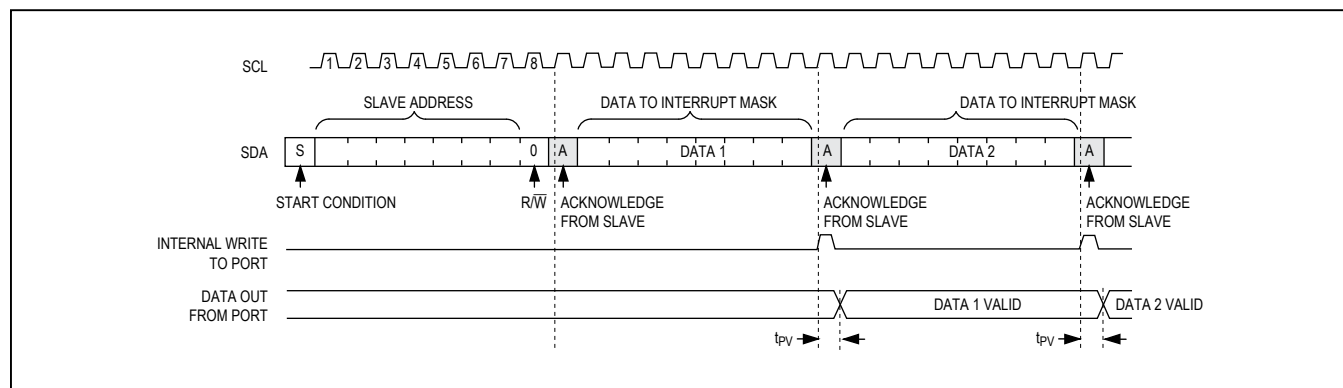 SCL
1 2 3 4 5 6 7 8
SLAVE ADDRESS DATA TO INTERRUPT MASK DATA TO INTERRUPT MASK
SDA S 0 A DATA 1 A DATA 2 A
START CONDITION R/W̅ ACKNOWLEDGE FROM SLAVE ACKNOWLEDGE FROM SLAVE ACKNOWLEDGE FROM SLAVE
INTERNAL WRITE
TO PORT
DATA OUT
FROM PORT
DATA 1 VALID DATA 2 VALID
tPV tPV